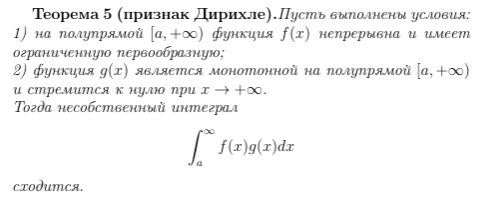 Теорема 5 (признак Дирихле).Пусть выполнены условия:
1) на полупрямой [a, +∞) функция f(x) непрерывна и имеет
ограниченную первообразную;
2) функция g(x) является монотонной на полупрямой [a, +∞)
и стремится к нулю при x → +∞.
Тогда несобственный интеграл
∫_a^∞ f(x)g(x)dx
сходится.